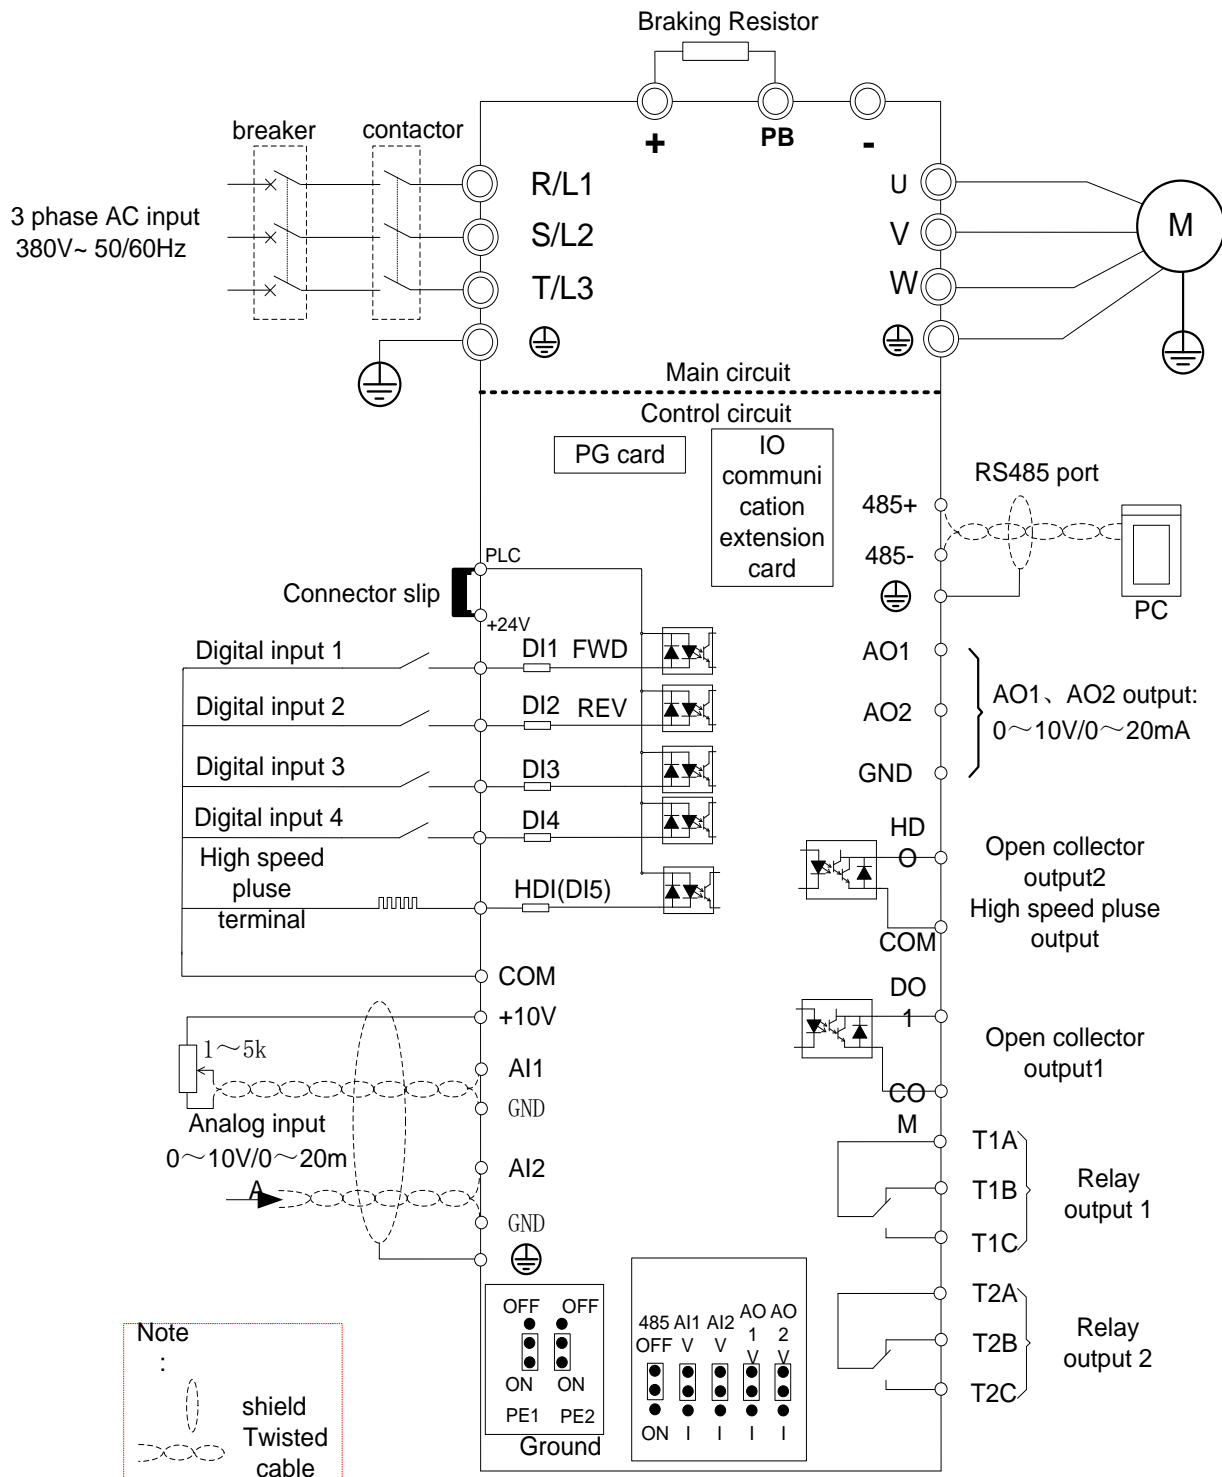 Braking Resistor
breaker
contactor
+
PB
-
R/L1
U
3 phase AC input
380V~ 50/60Hz
S/L2
V
M
T/L3
W
Main circuit
Control circuit
PG card
IO
communi
cation
extension
card
RS485 port
485+
485-
PC
PLC
Connector slip
+24V
Digital input 1
DI1 FWD
AO1
Digital input 2
DI2 REV
AO2
AO1、AO2 output:
0～10V/0～20mA
Digital input 3
DI3
GND
Digital input 4
DI4
High speed
pluse
terminal
HDI(DI5)
HD
O
Open collector
output2
High speed pluse
output
COM
COM
+10V
DO
1
1～5k
AI1
Open collector
output1
GND
CO
M
Analog input
0～10V/0～20m
A
AI2
GND
T1A
T1B
T1C
Relay
output 1
T2A
T2B
T2C
Relay
output 2
OFF OFF
ON ON
PE1 PE2
Ground
485 AI1 AI2 AO AO
1 2
OFF V V V V
ON I I I I
Note
:
shield
Twisted
cable